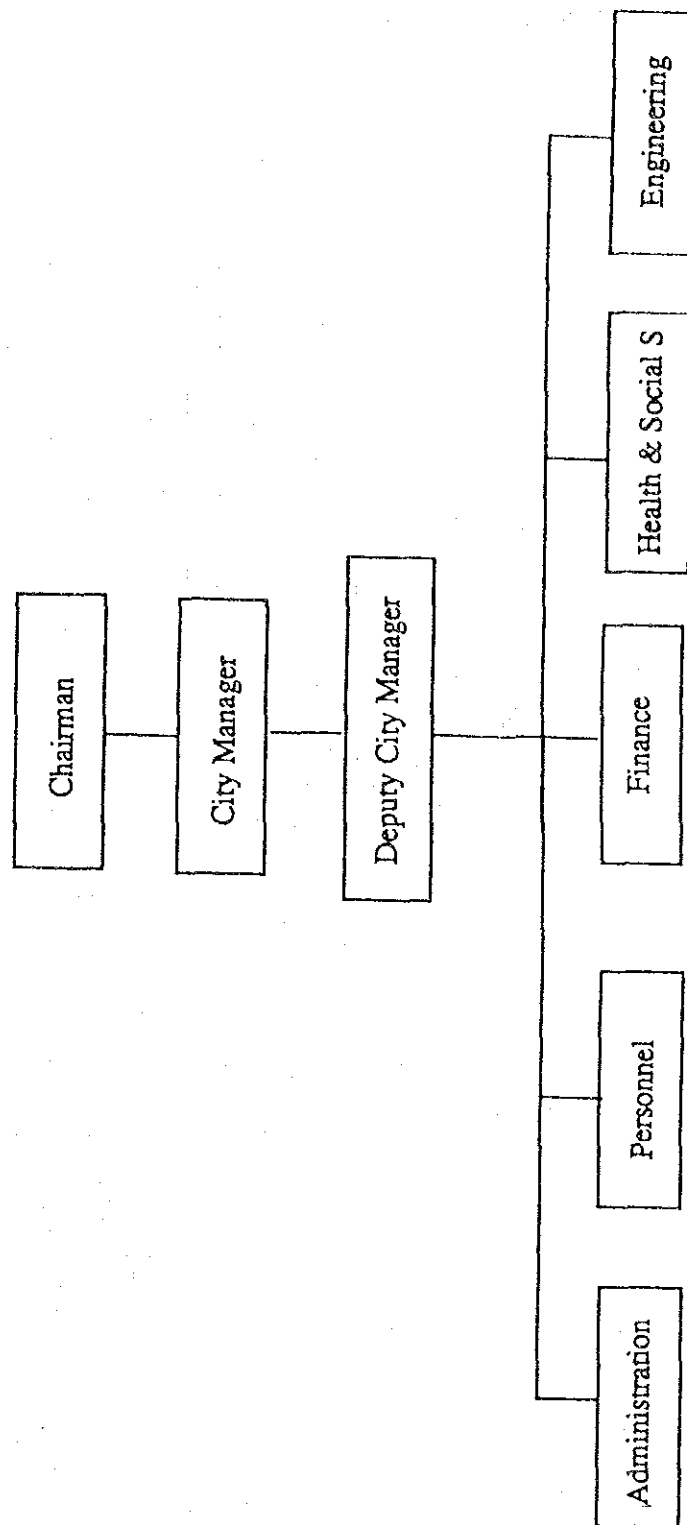 Chairman
City Manager
Deputy City Manager
Administration
Personnel
Finance
Health & Social S
Engineering